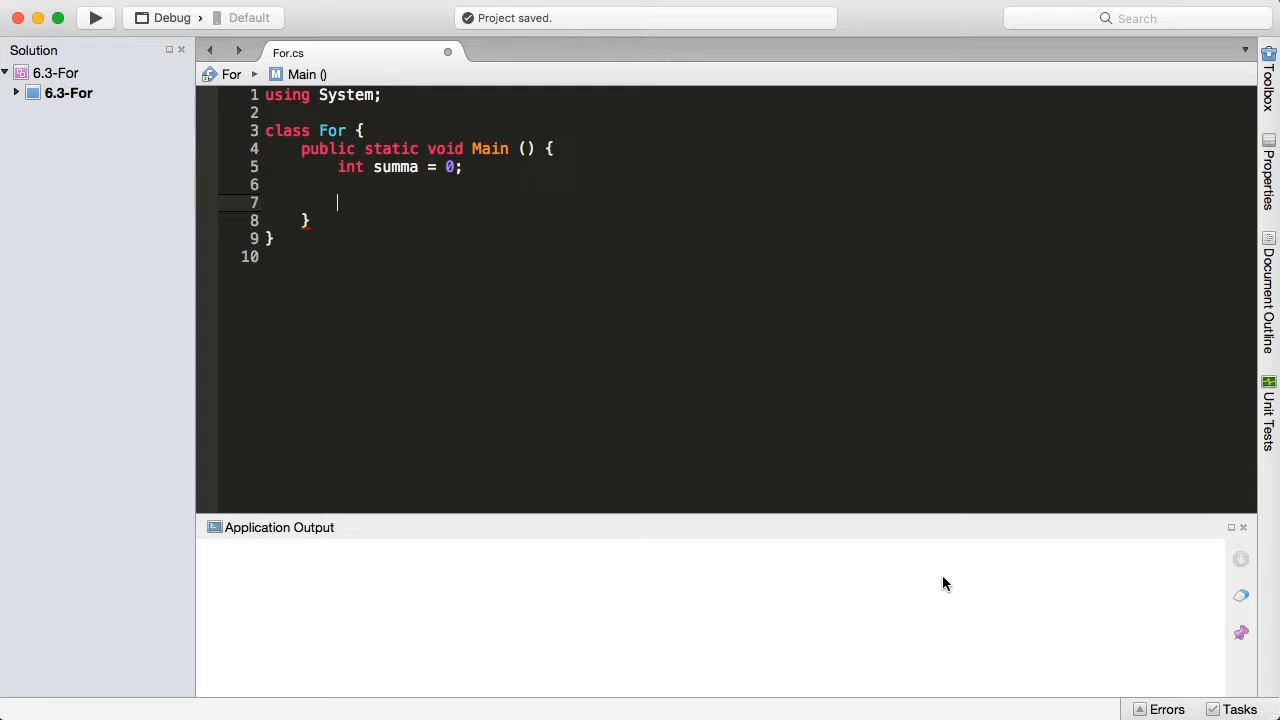 Debug › Default
Project saved.
Search
Solution
6.3-For
6.3-For
For.cs
For ▸ M Main ()
1 using System;
2
3 class For {
4 public static void Main () {
5 int summa = 0;
6
7
8 }
9 }
10
Application Output
Toolbox
Properties
Document Outline
Unit Tests
Errors
Tasks